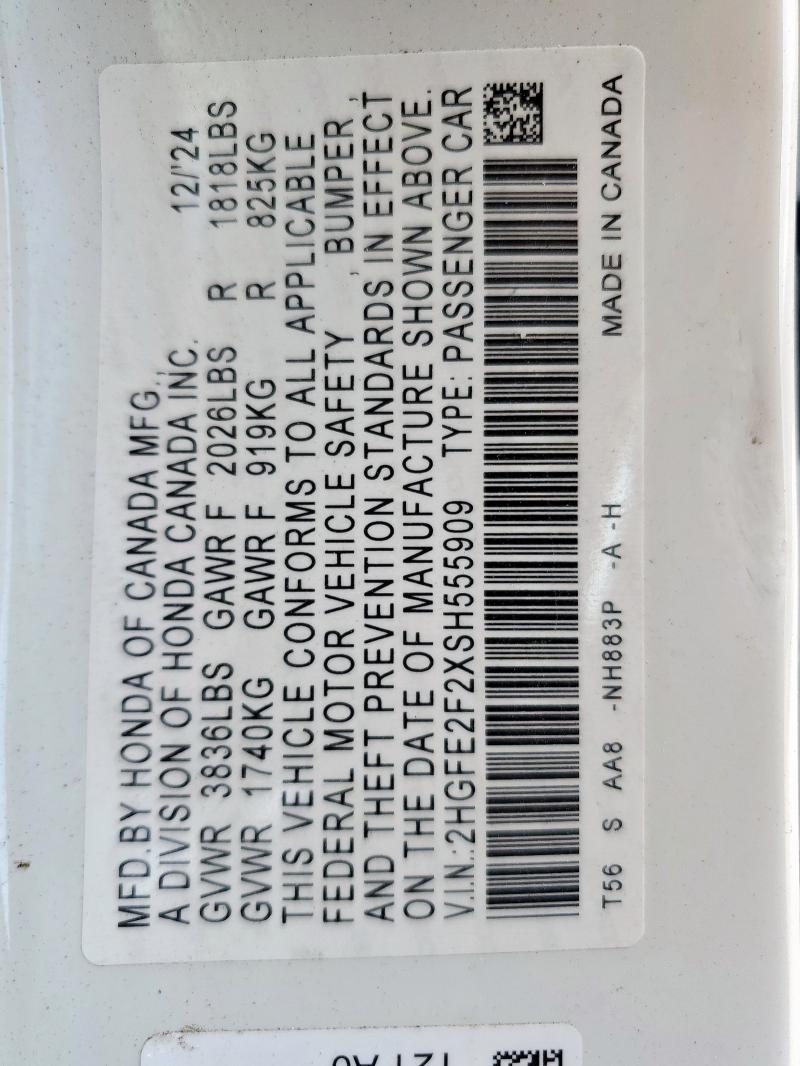 MFD.BY HONDA OF CANADA MFG.,
A DIVISION OF HONDA CANADA INC. 12/'24
GVWR 3836LBS GAWR F 2026LBS R 1818LBS
GVWR 1740KG GAWR F 919KG R 825KG
THIS VEHICLE CONFORMS TO ALL APPLICABLE
FEDERAL MOTOR VEHICLE SAFETY , BUMPER ,
AND THEFT PREVENTION STANDARDS IN EFFECT
ON THE DATE OF MANUFACTURE SHOWN ABOVE.
V.I.N.:2HGFE2F2XSH555909 TYPE: PASSENGER CAR
T56 S AA8 -NH883P -A -H MADE IN CANADA